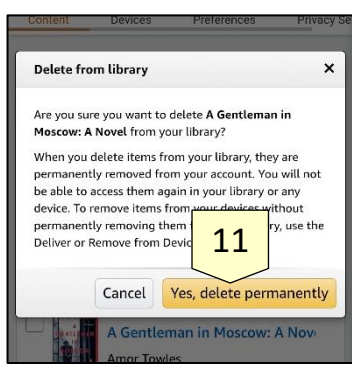 Content Devices Preferences Privacy Se
Delete from library ×
Are you sure you want to delete A Gentleman in
Moscow: A Novel from your library?
When you delete items from your library, they are
permanently removed from your account. You will not
be able to access them again in your library or any
device. To remove items from your devices without
permanently removing them ry, use the
Deliver or Remove from Devic
11
Cancel Yes, delete permanently
A Gentleman in Moscow: A Nov
Amor Towles